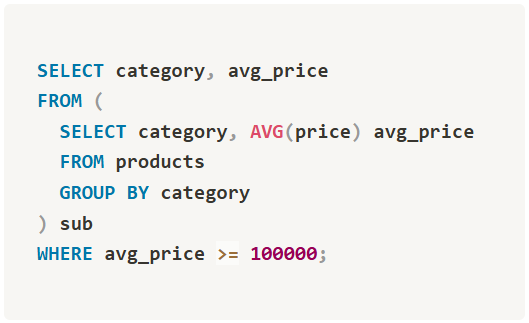 SELECT category, avg_price
FROM (
  SELECT category, AVG(price) avg_price
  FROM products
  GROUP BY category
) sub
WHERE avg_price >= 100000;